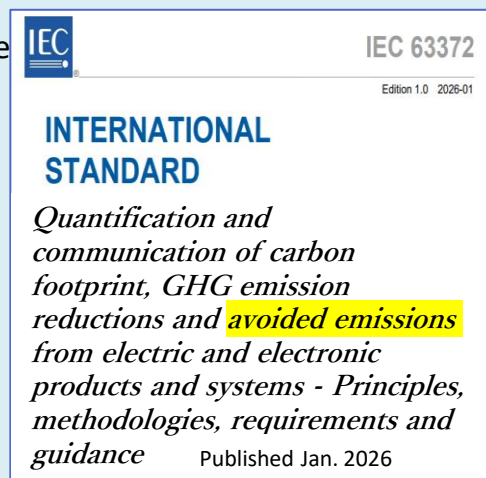 e
IEC
IEC 63372
®
Edition 1.0 2026-01
INTERNATIONAL
STANDARD
Quantification and
communication of carbon
footprint, GHG emission
reductions and avoided emissions
from electric and electronic
products and systems - Principles,
methodologies, requirements and
guidance Published Jan. 2026